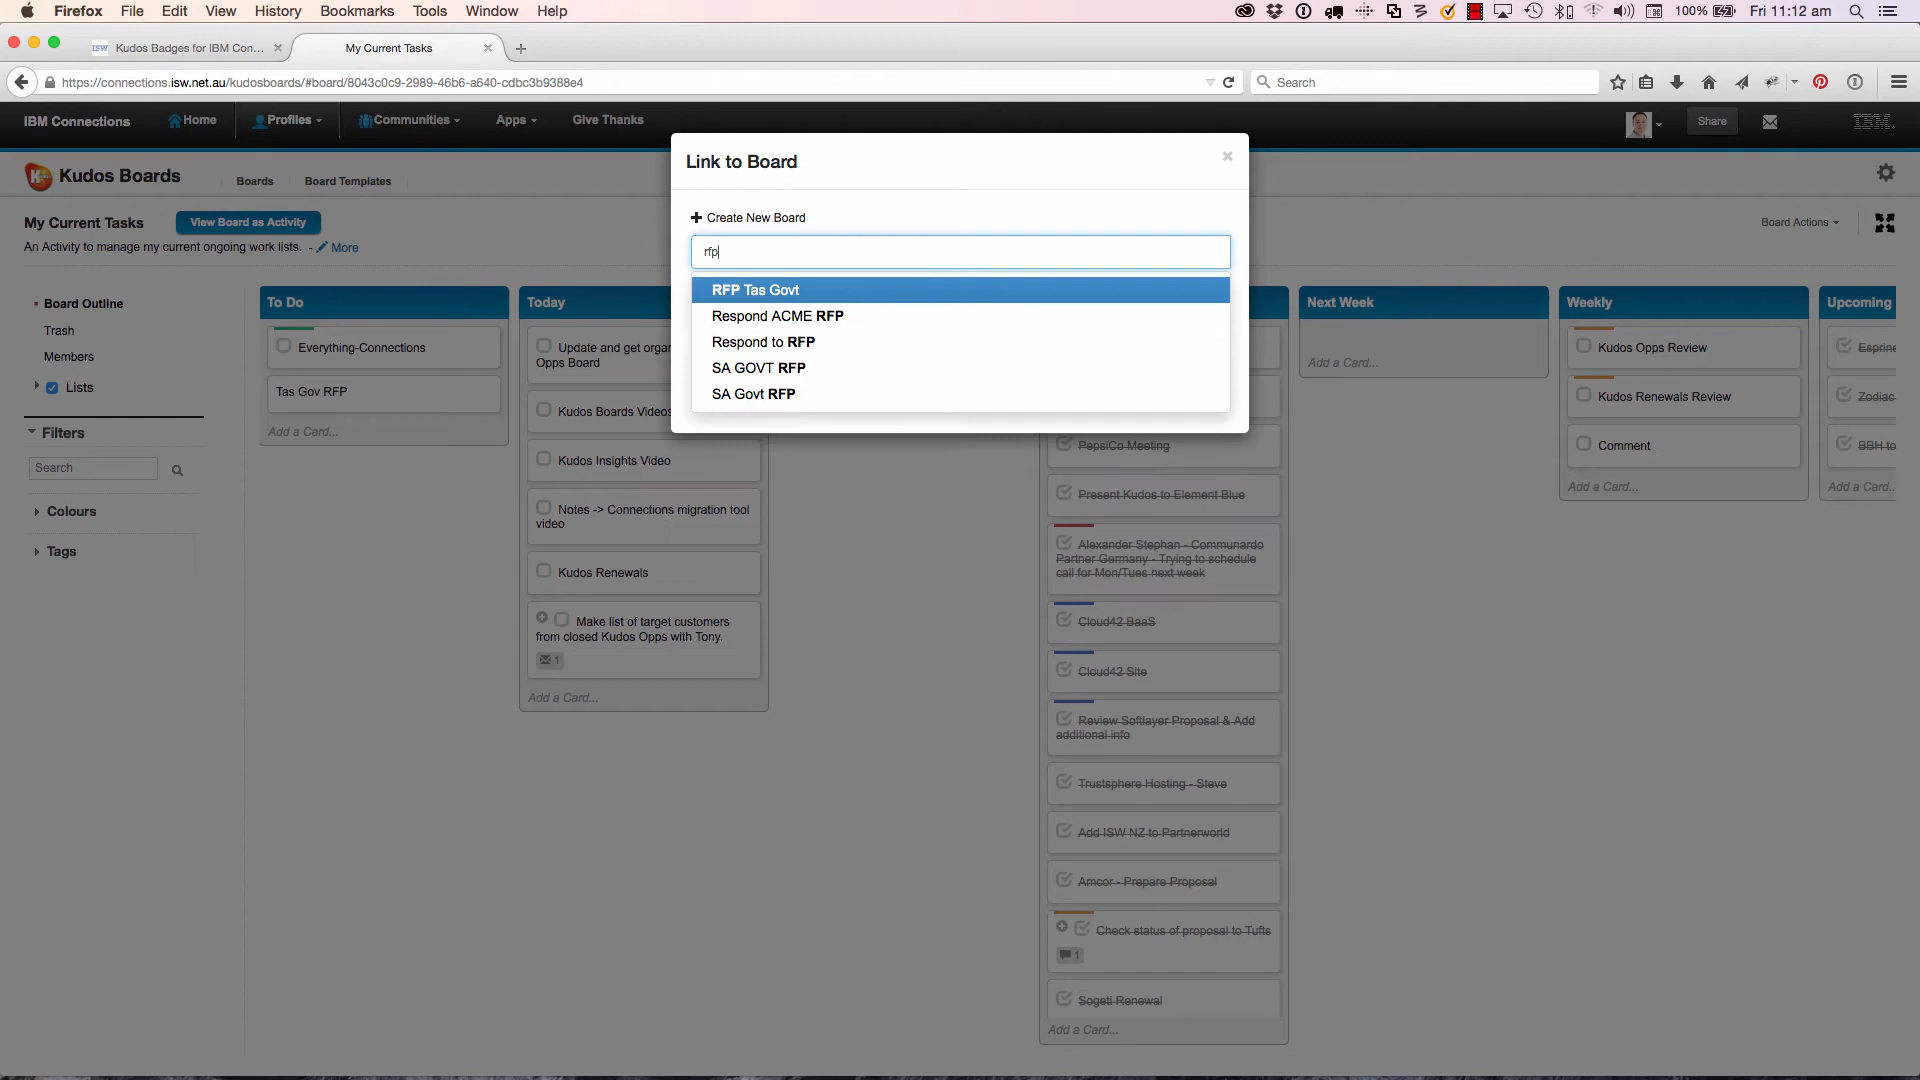 Firefox File Edit View History Bookmarks Tools Window Help
100% Fri 11:12 am
ISW Kudos Badges for IBM Con... My Current Tasks
https://connections.isw.net.au/kudosboards/#board/8043c0c9-2989-46b6-a640-cdbc3b9388e4
Search
IBM Connections Home Profiles Communities Apps Give Thanks Share IBM
Kudos Boards Boards Board Templates
My Current Tasks View Board as Activity
Board Actions
An Activity to manage my current ongoing work lists. - More
Link to Board
Create New Board
rfp
RFP Tas Govt
Respond ACME RFP
Respond to RFP
SA GOVT RFP
SA Govt RFP
Board Outline
Trash
Members
Lists
Filters
Search
Colours
Tags
To Do
Everything-Connections
Tas Gov RFP
Add a Card...
Today
Update and get organ
Opps Board
Kudos Boards Videos
Kudos Insights Video
Notes -> Connections migration tool
video
Kudos Renewals
Make list of target customers
from closed Kudos Opps with Tony.
1
Add a Card...
PepsiCo Meeting
Present Kudos to Element Blue
Alexander Stephan - Communardo
Partner Germany - Trying to schedule
call for Mon/Tues next week
Cloud42 BaaS
Cloud42 Site
Review Softlayer Proposal & Add
additional info
Trustsphere Hosting - Steve
Add ISW NZ to Partnerworld
Amcor - Prepare Proposal
Check status of proposal to Tufts
1
Sogeti Renewal
Add a Card...
Next Week
Add a Card...
Weekly
Kudos Opps Review
Kudos Renewals Review
Comment
Add a Card...
Upcoming
Esprine
Zodiac
BBH to
Add a Card...